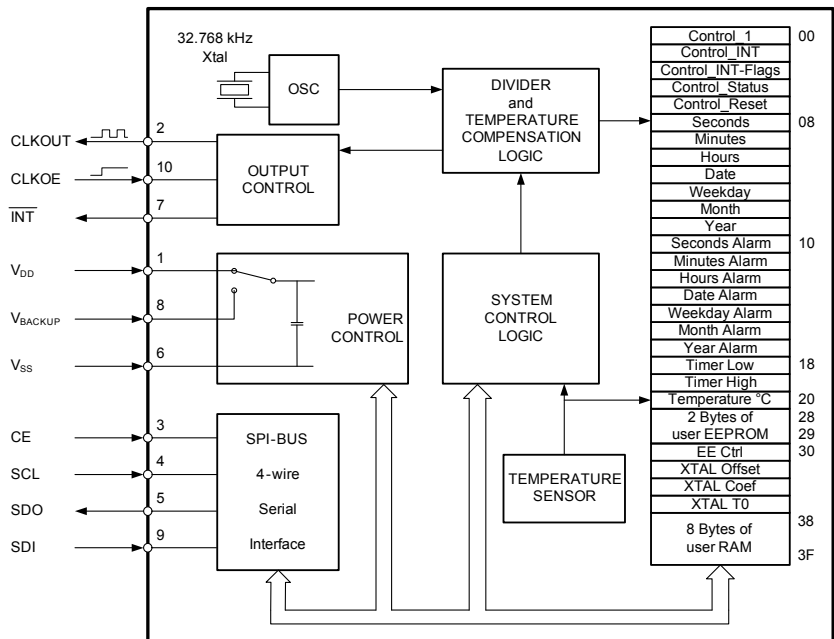 32.768 kHz
Xtal
OSC
DIVIDER
and
TEMPERATURE
COMPENSATION
LOGIC
CLKOUT 2
CLKOE 10
INT 7
OUTPUT
CONTROL
VDD 1
VBACKUP 8
VSS 6
POWER
CONTROL
SYSTEM
CONTROL
LOGIC
CE 3
SCL 4
SDO 5
SDI 9
SPI-BUS
4-wire
Serial
Interface
TEMPERATURE
SENSOR
Control_1 00
Control_INT
Control_INT-Flags
Control_Status
Control_Reset
Seconds 08
Minutes
Hours
Date
Weekday
Month
Year
Seconds Alarm 10
Minutes Alarm
Hours Alarm
Date Alarm
Weekday Alarm
Month Alarm
Year Alarm
Timer Low 18
Timer High
Temperature °C 20
2 Bytes of 28
user EEPROM 29
EE Ctrl 30
XTAL Offset
XTAL Coef
XTAL T0
38
8 Bytes of
user RAM
3F